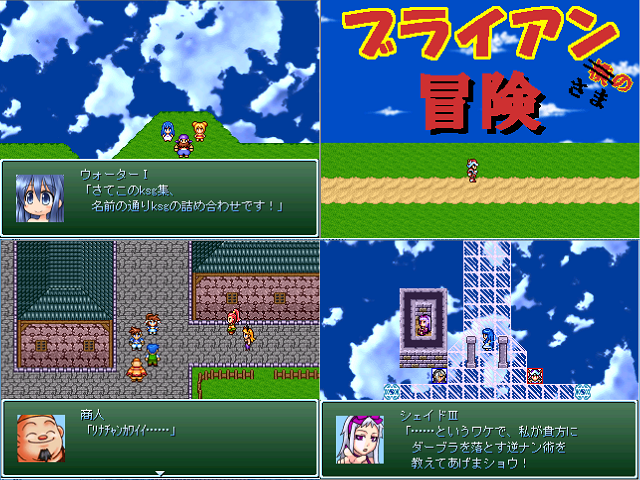 ウォーターⅠ
「さてこのksg集、
名前の通りksgの詰め合わせです！」
ブライアン
様の
さま
冒険
商人
「ﾘﾅﾁｬﾝｶﾜｲｲ……」
シェイドⅢ
「……というワケで、私が貴方に
ダーブラを落とす逆ナン術を
教えてあげまショウ！